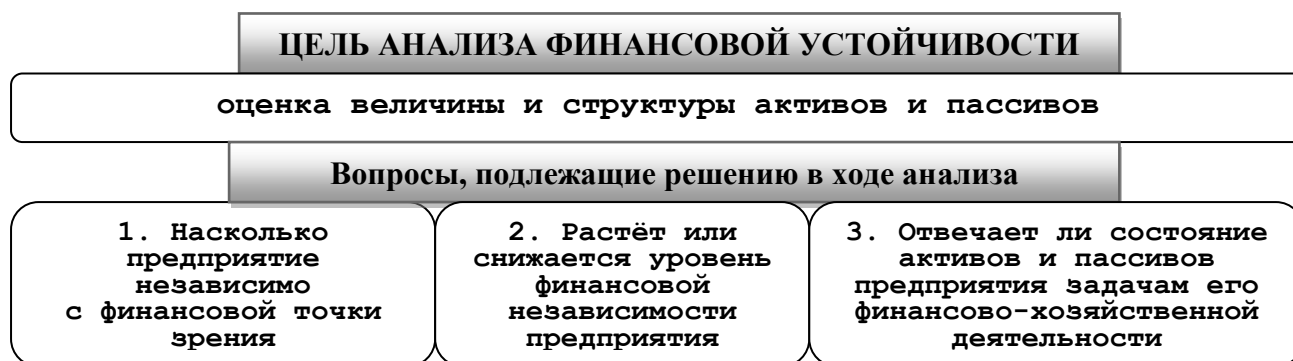 ЦЕЛЬ АНАЛИЗА ФИНАНСОВОЙ УСТОЙЧИВОСТИ
оценка величины и структуры активов и пассивов
Вопросы, подлежащие решению в ходе анализа
1. Насколько
предприятие
независимо
с финансовой точки
зрения
2. Растёт или
снижается уровень
финансовой
независимости
предприятия
3. Отвечает ли состояние
активов и пассивов
предприятия задачам его
финансово-хозяйственной
деятельности